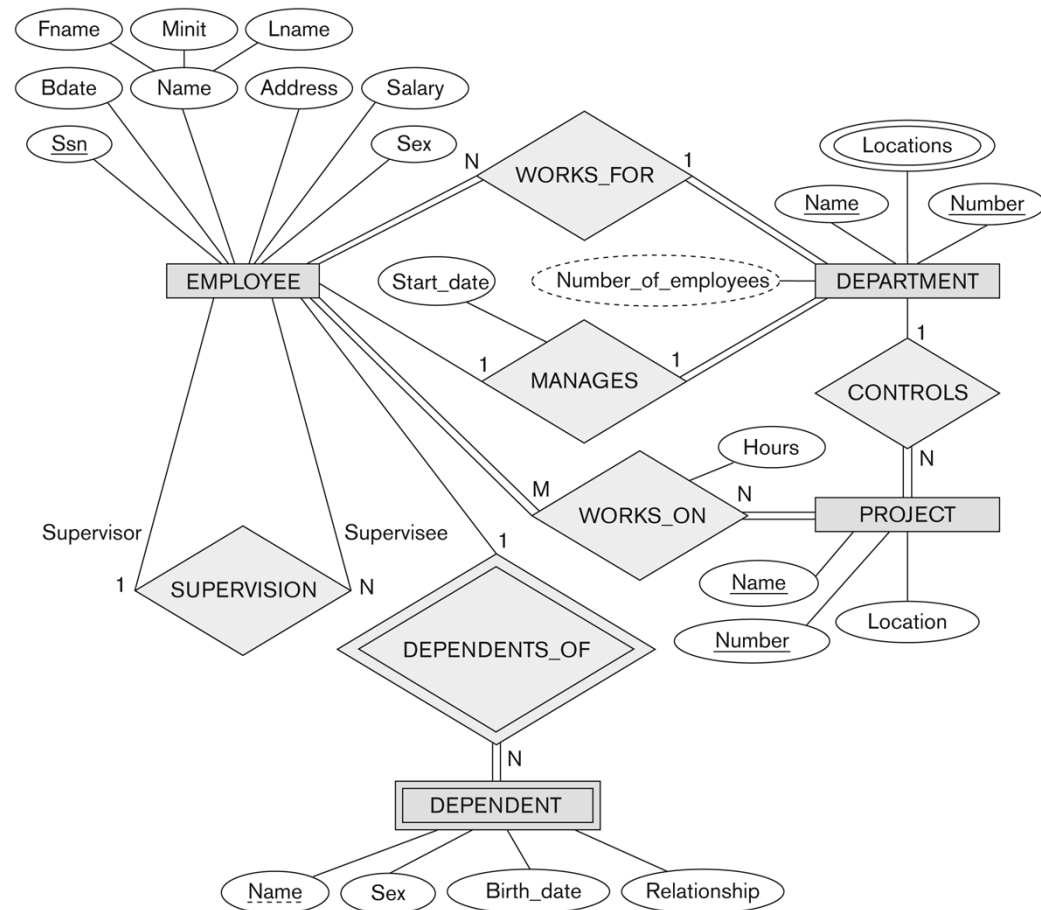 Fname
Minit
Lname
Bdate
Name
Address
Salary
Ssn
Sex
N
WORKS_FOR
1
Locations
Name
Number
EMPLOYEE
Start_date
Number_of_employees
DEPARTMENT
1
MANAGES
1
1
CONTROLS
N
Hours
M
WORKS_ON
N
PROJECT
Supervisor
Supervisee
1
SUPERVISION
N
1
Name
Number
Location
DEPENDENTS_OF
N
DEPENDENT
Name
Sex
Birth_date
Relationship